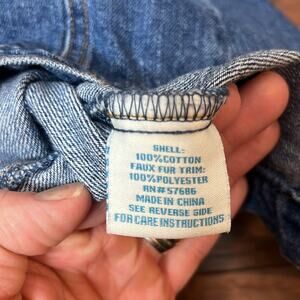 SHELL:
100% COTTON
FAUX FUR TRIM:
100% POLYESTER
RN# 57686
MADE IN CHINA
SEE REVERSE SIDE
FOR CARE INSTRUCTIONS